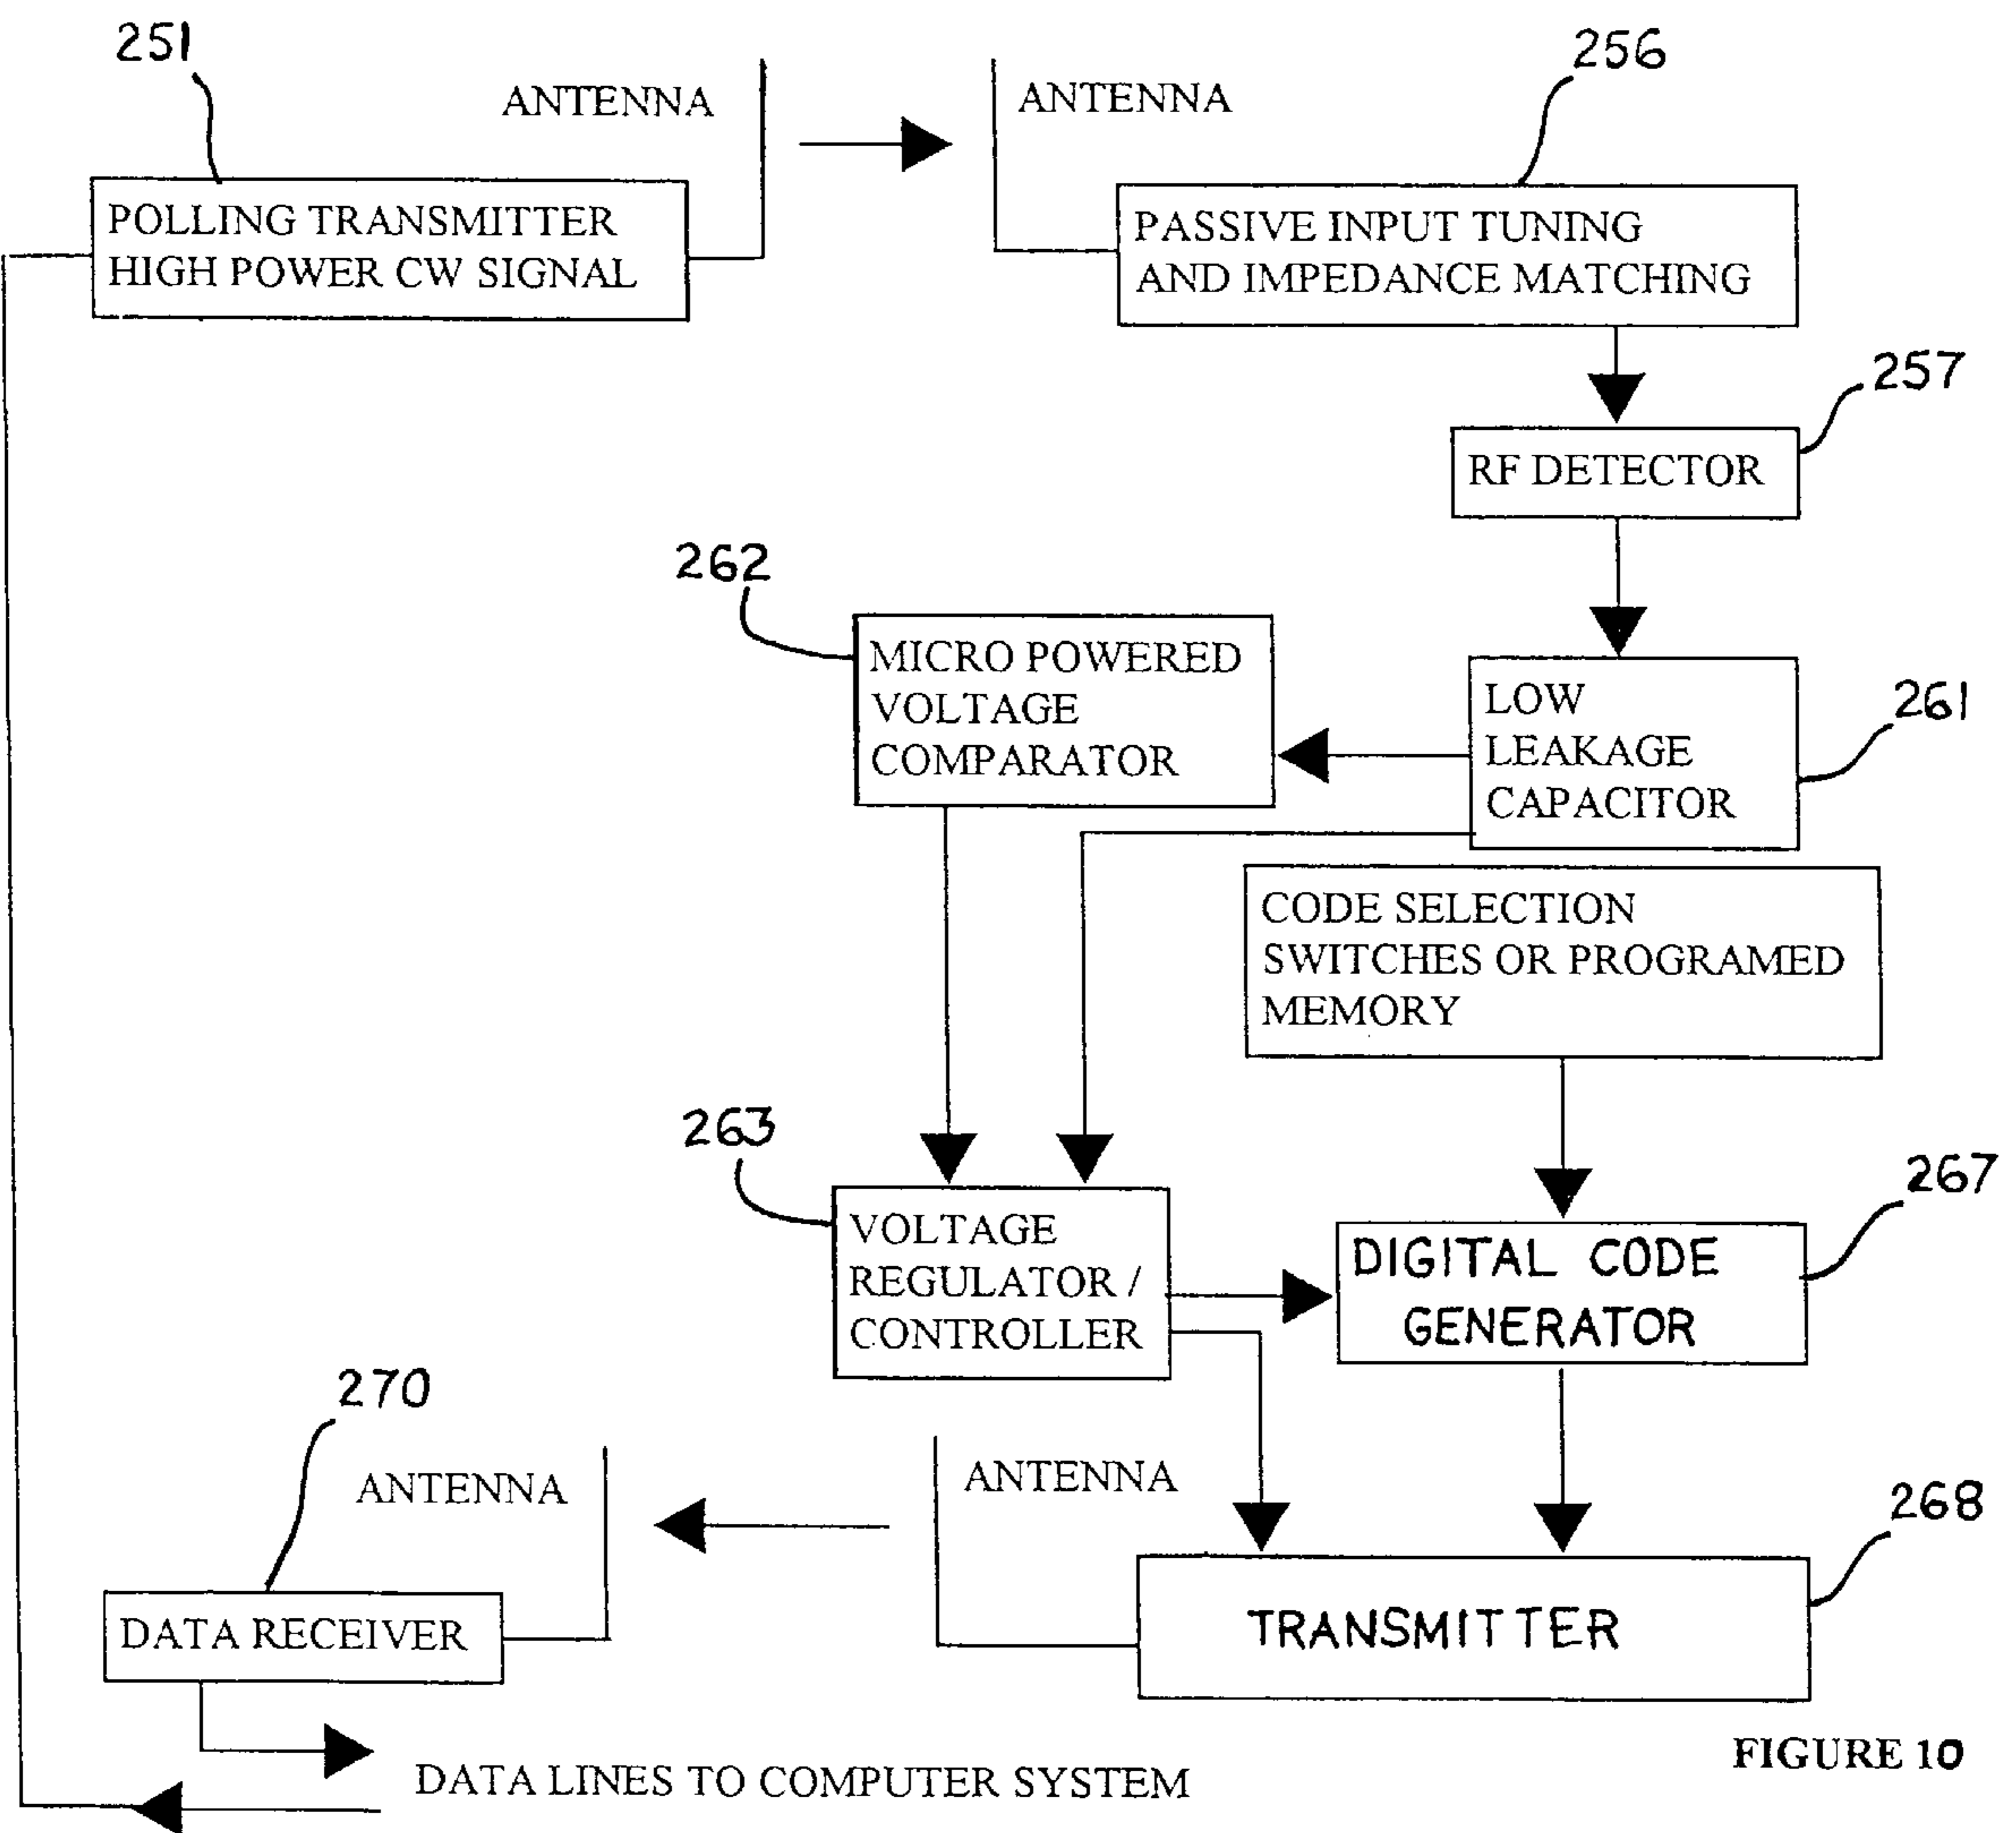 251
ANTENNA
ANTENNA
256
POLLING TRANSMITTER
HIGH POWER CW SIGNAL
PASSIVE INPUT TUNING
AND IMPEDANCE MATCHING
257
RF DETECTOR
262
MICRO POWERED
VOLTAGE
COMPARATOR
LOW
LEAKAGE
CAPACITOR
261
CODE SELECTION
SWITCHES OR PROGRAMED
MEMORY
263
VOLTAGE
REGULATOR /
CONTROLLER
267
DIGITAL CODE
GENERATOR
270
ANTENNA
ANTENNA
268
DATA RECEIVER
TRANSMITTER
DATA LINES TO COMPUTER SYSTEM
FIGURE 10